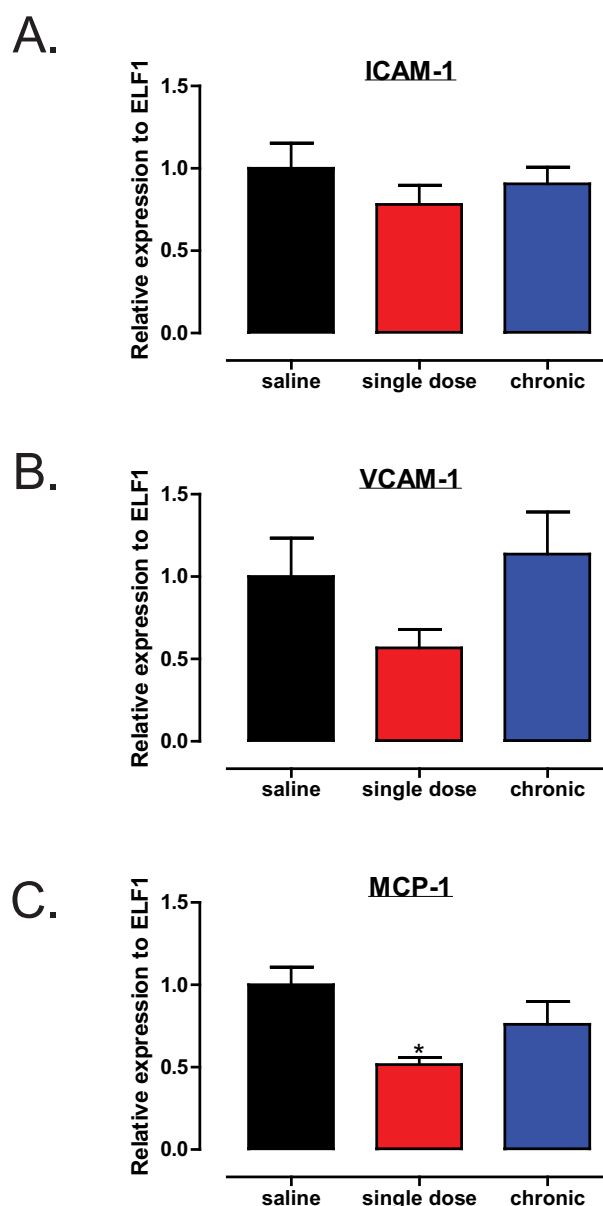 A.
ICAM-1
Relative expression to ELF1
1.5
1.0
0.5
0.0
saline single dose chronic
B.
VCAM-1
Relative expression to ELF1
1.5
1.0
0.5
0.0
saline single dose chronic
C.
MCP-1
Relative expression to ELF1
1.5
1.0
0.5
0.0
*
saline single dose chronic